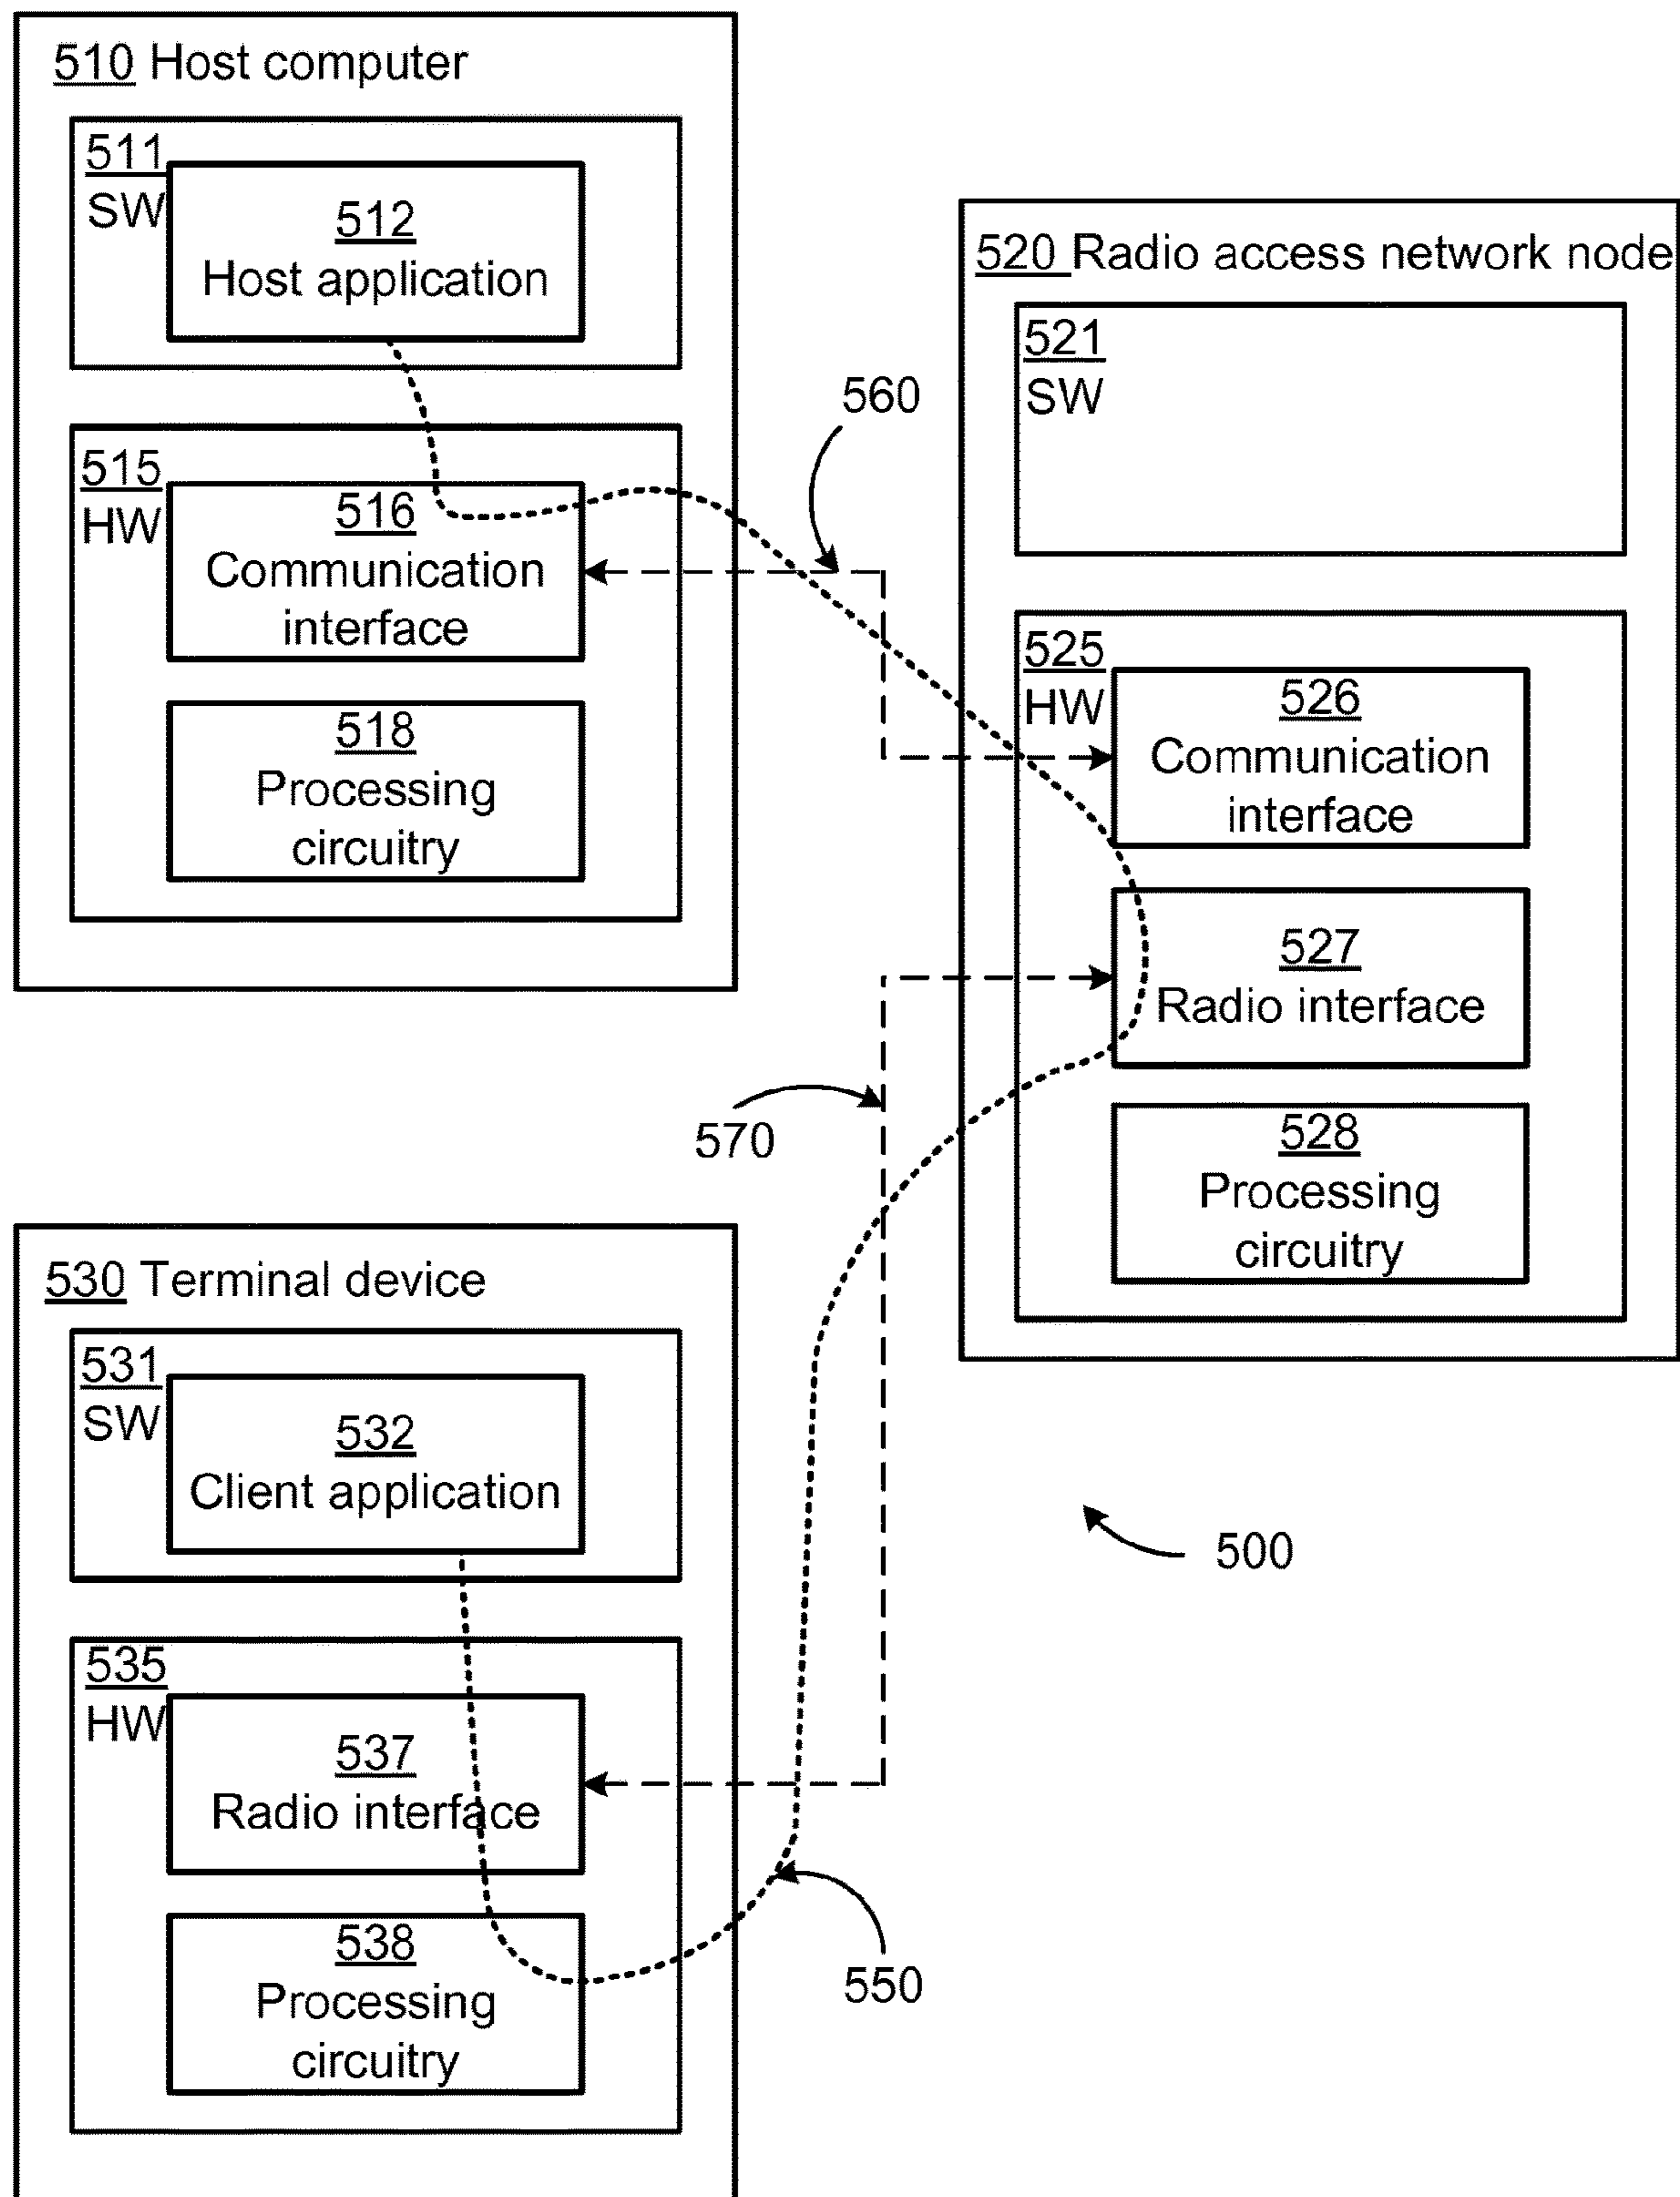 510 Host computer
511
SW
512
Host application
515
HW
516
Communication
interface
518
Processing
circuitry
560
520 Radio access network node
521
SW
525
HW
526
Communication
interface
527
Radio interface
528
Processing
circuitry
570
530 Terminal device
531
SW
532
Client application
535
HW
537
Radio interface
538
Processing
circuitry
550
500